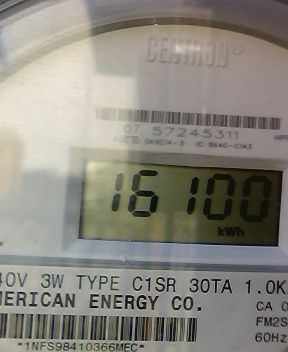 CENTRON®
07 57245311
16100
kWh
40V 3W TYPE C1SR 30TA 1.0K
MERICAN ENERGY CO.
CA 0
FM2S
60Hz
*1NFS98410366MEC*